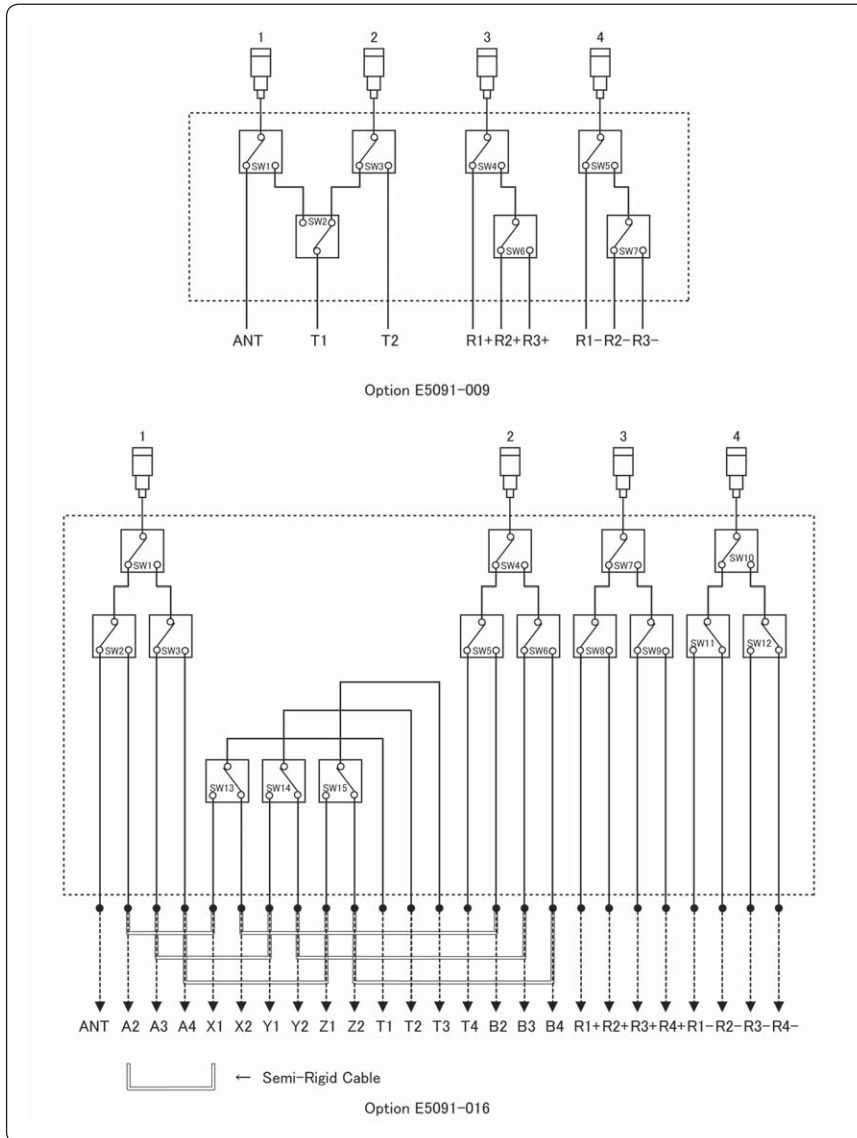 1 2 3 4
SW1 SW3 SW4 SW5
SW2 SW6 SW7
ANT T1 T2 R1+R2+R3+ R1-R2-R3-
Option E5091-009
1 2 3 4
SW1 SW4 SW7 SW10
SW2 SW3 SW5 SW6 SW8 SW9 SW11 SW12
SW13 SW14 SW15
ANT A2 A3 A4 X1 X2 Y1 Y2 Z1 Z2 T1 T2 T3 T4 B2 B3 B4 R1+R2+R3+R4+R1-R2-R3-R4-
← Semi-Rigid Cable
Option E5091-016